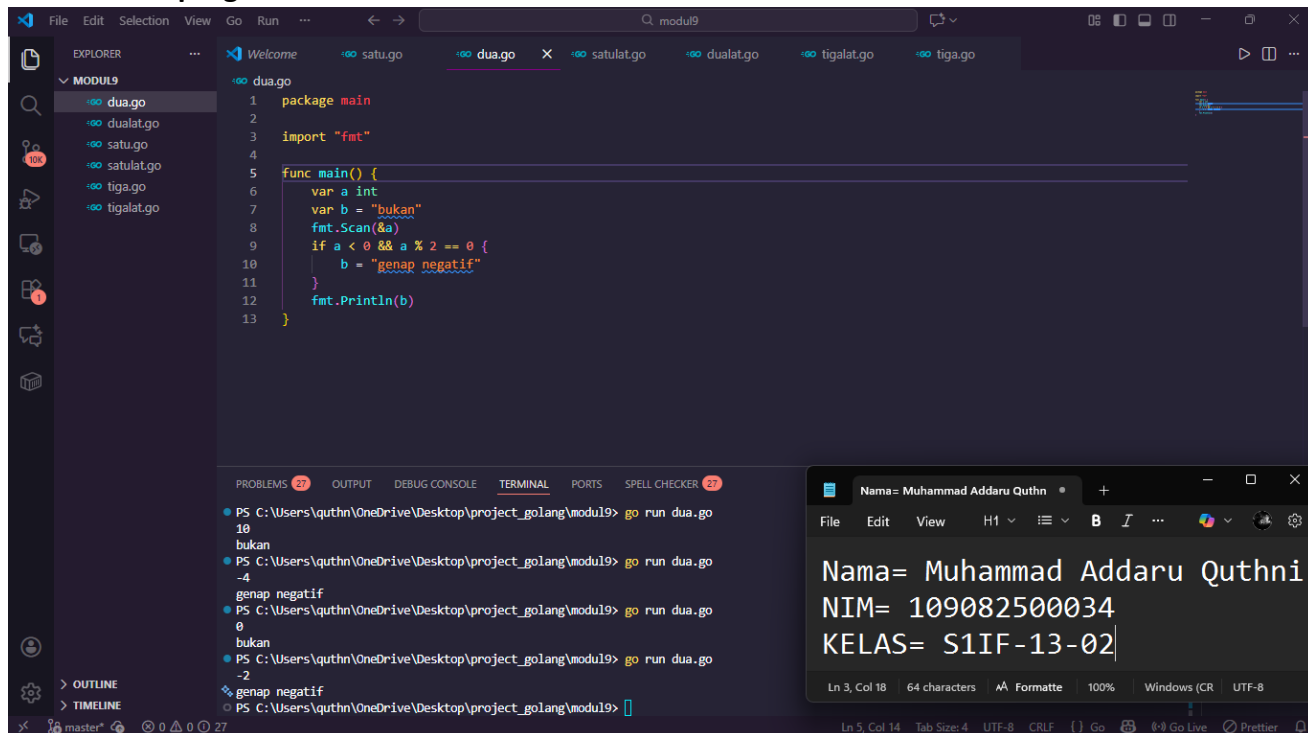 File Edit Selection View Go Run ··· modul9
EXPLORER ···
MODUL9
dua.go
dualat.go
satu.go
satulat.go
tiga.go
tigalat.go
OUTLINE
TIMELINE
10K
1
Welcome satu.go dua.go satulat.go dualat.go tigalat.go tiga.go
dua.go
1 package main
2
3 import "fmt"
4
5 func main() {
6 var a int
7 var b = "bukan"
8 fmt.Scan(&a)
9 if a < 0 && a % 2 == 0 {
10 b = "genap negatif"
11 }
12 fmt.Println(b)
13 }
PROBLEMS 27 OUTPUT DEBUG CONSOLE TERMINAL PORTS SPELL CHECKER 27
PS C:\Users\quthn\OneDrive\Desktop\project_golang\modul9> go run dua.go
10
bukan
PS C:\Users\quthn\OneDrive\Desktop\project_golang\modul9> go run dua.go
-4
genap negatif
PS C:\Users\quthn\OneDrive\Desktop\project_golang\modul9> go run dua.go
0
bukan
PS C:\Users\quthn\OneDrive\Desktop\project_golang\modul9> go run dua.go
-2
genap negatif
PS C:\Users\quthn\OneDrive\Desktop\project_golang\modul9>
Nama= Muhammad Addaru Quthn
File Edit View H1 B I ···
Nama= Muhammad Addaru Quthni
NIM= 109082500034
KELAS= S1IF-13-02
Ln 3, Col 18 64 characters Formatte 100% Windows (CR UTF-8
master* 0 0 0 27 Ln 5, Col 14 Tab Size: 4 UTF-8 CRLF {} Go Go Live Prettier